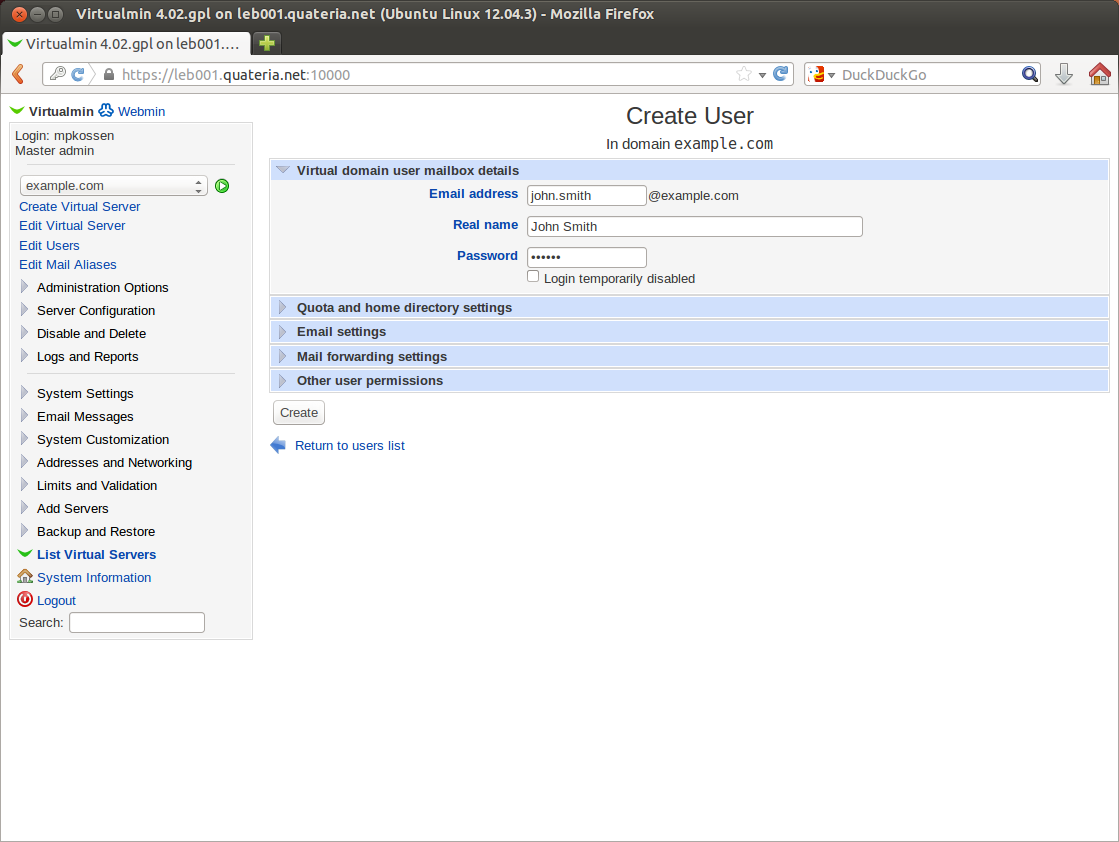 Virtualmin 4.02.gpl on leb001.quateria.net (Ubuntu Linux 12.04.3) - Mozilla Firefox
Virtualmin 4.02.gpl on leb001....
https://leb001.quateria.net:10000
DuckDuckGo
Virtualmin Webmin
Login: mpkossen
Master admin
example.com
Create Virtual Server
Edit Virtual Server
Edit Users
Edit Mail Aliases
Administration Options
Server Configuration
Disable and Delete
Logs and Reports
System Settings
Email Messages
System Customization
Addresses and Networking
Limits and Validation
Add Servers
Backup and Restore
List Virtual Servers
System Information
Logout
Search:
Create User
In domain example.com
Virtual domain user mailbox details
Email address john.smith @example.com
Real name John Smith
Password ••••••
Login temporarily disabled
Quota and home directory settings
Email settings
Mail forwarding settings
Other user permissions
Create
Return to users list